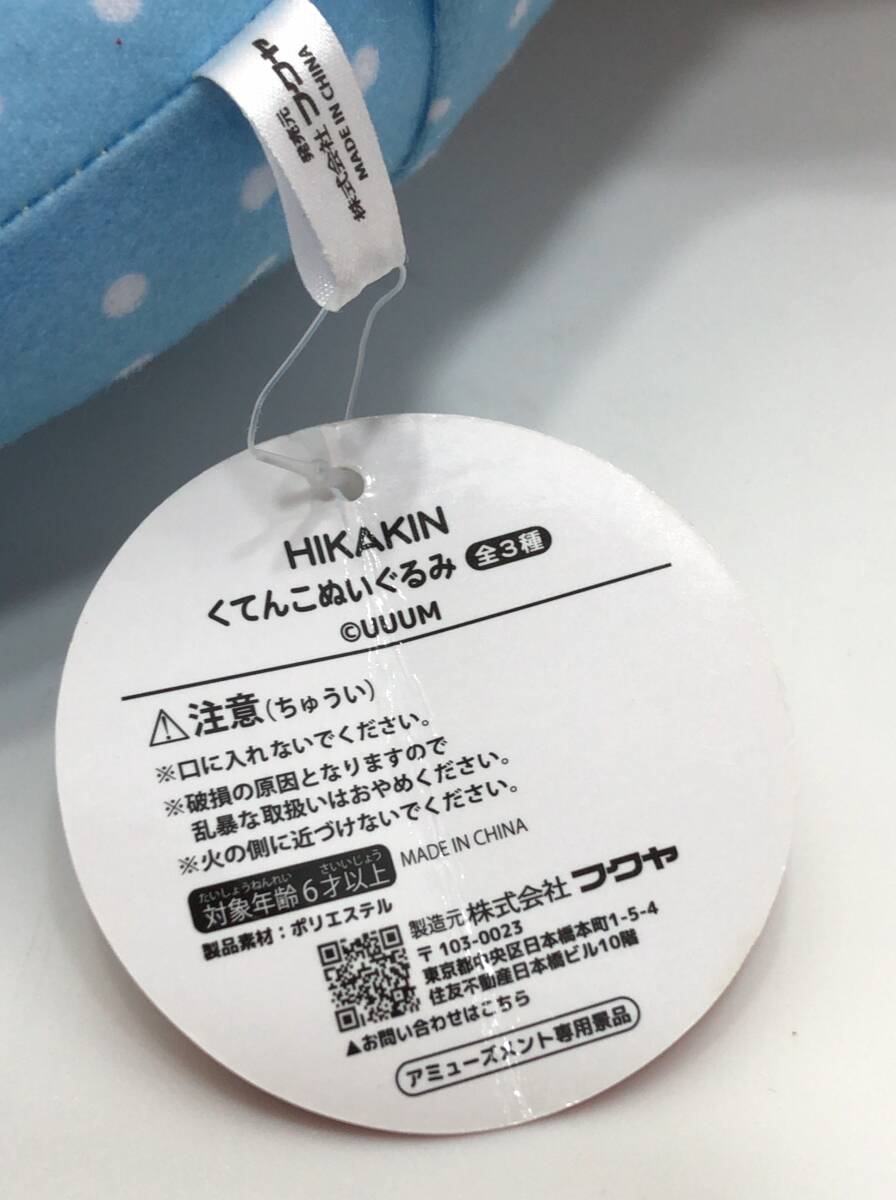 発売元
株式会社 フクヤ
MADE IN CHINA
HIKAKIN
くてんこぬいぐるみ 全3種
©UUUM
⚠注意(ちゅうい)
※口に入れないでください。
※破損の原因となりますので
乱暴な取扱いはおやめください。
※火の側に近づけないでください。
たいしょうねんれい さいいじょう
対象年齢6才以上 MADE IN CHINA
製品素材:ポリエステル
製造元 株式会社 フクヤ
〒103-0023
東京都中央区日本橋本町1-5-4
住友不動産日本橋ビル10階
▲お問い合わせはこちら
アミューズメント専用景品